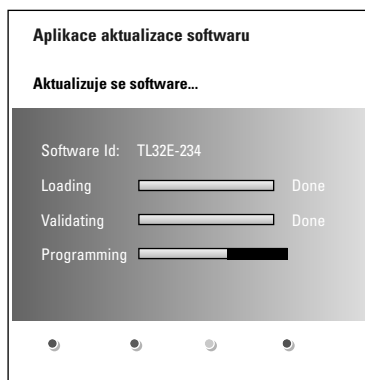 Aplikace aktualizace softwaru
Aktualizuje se software...
Software Id: TL32E-234
Loading Done
Validating Done
Programming